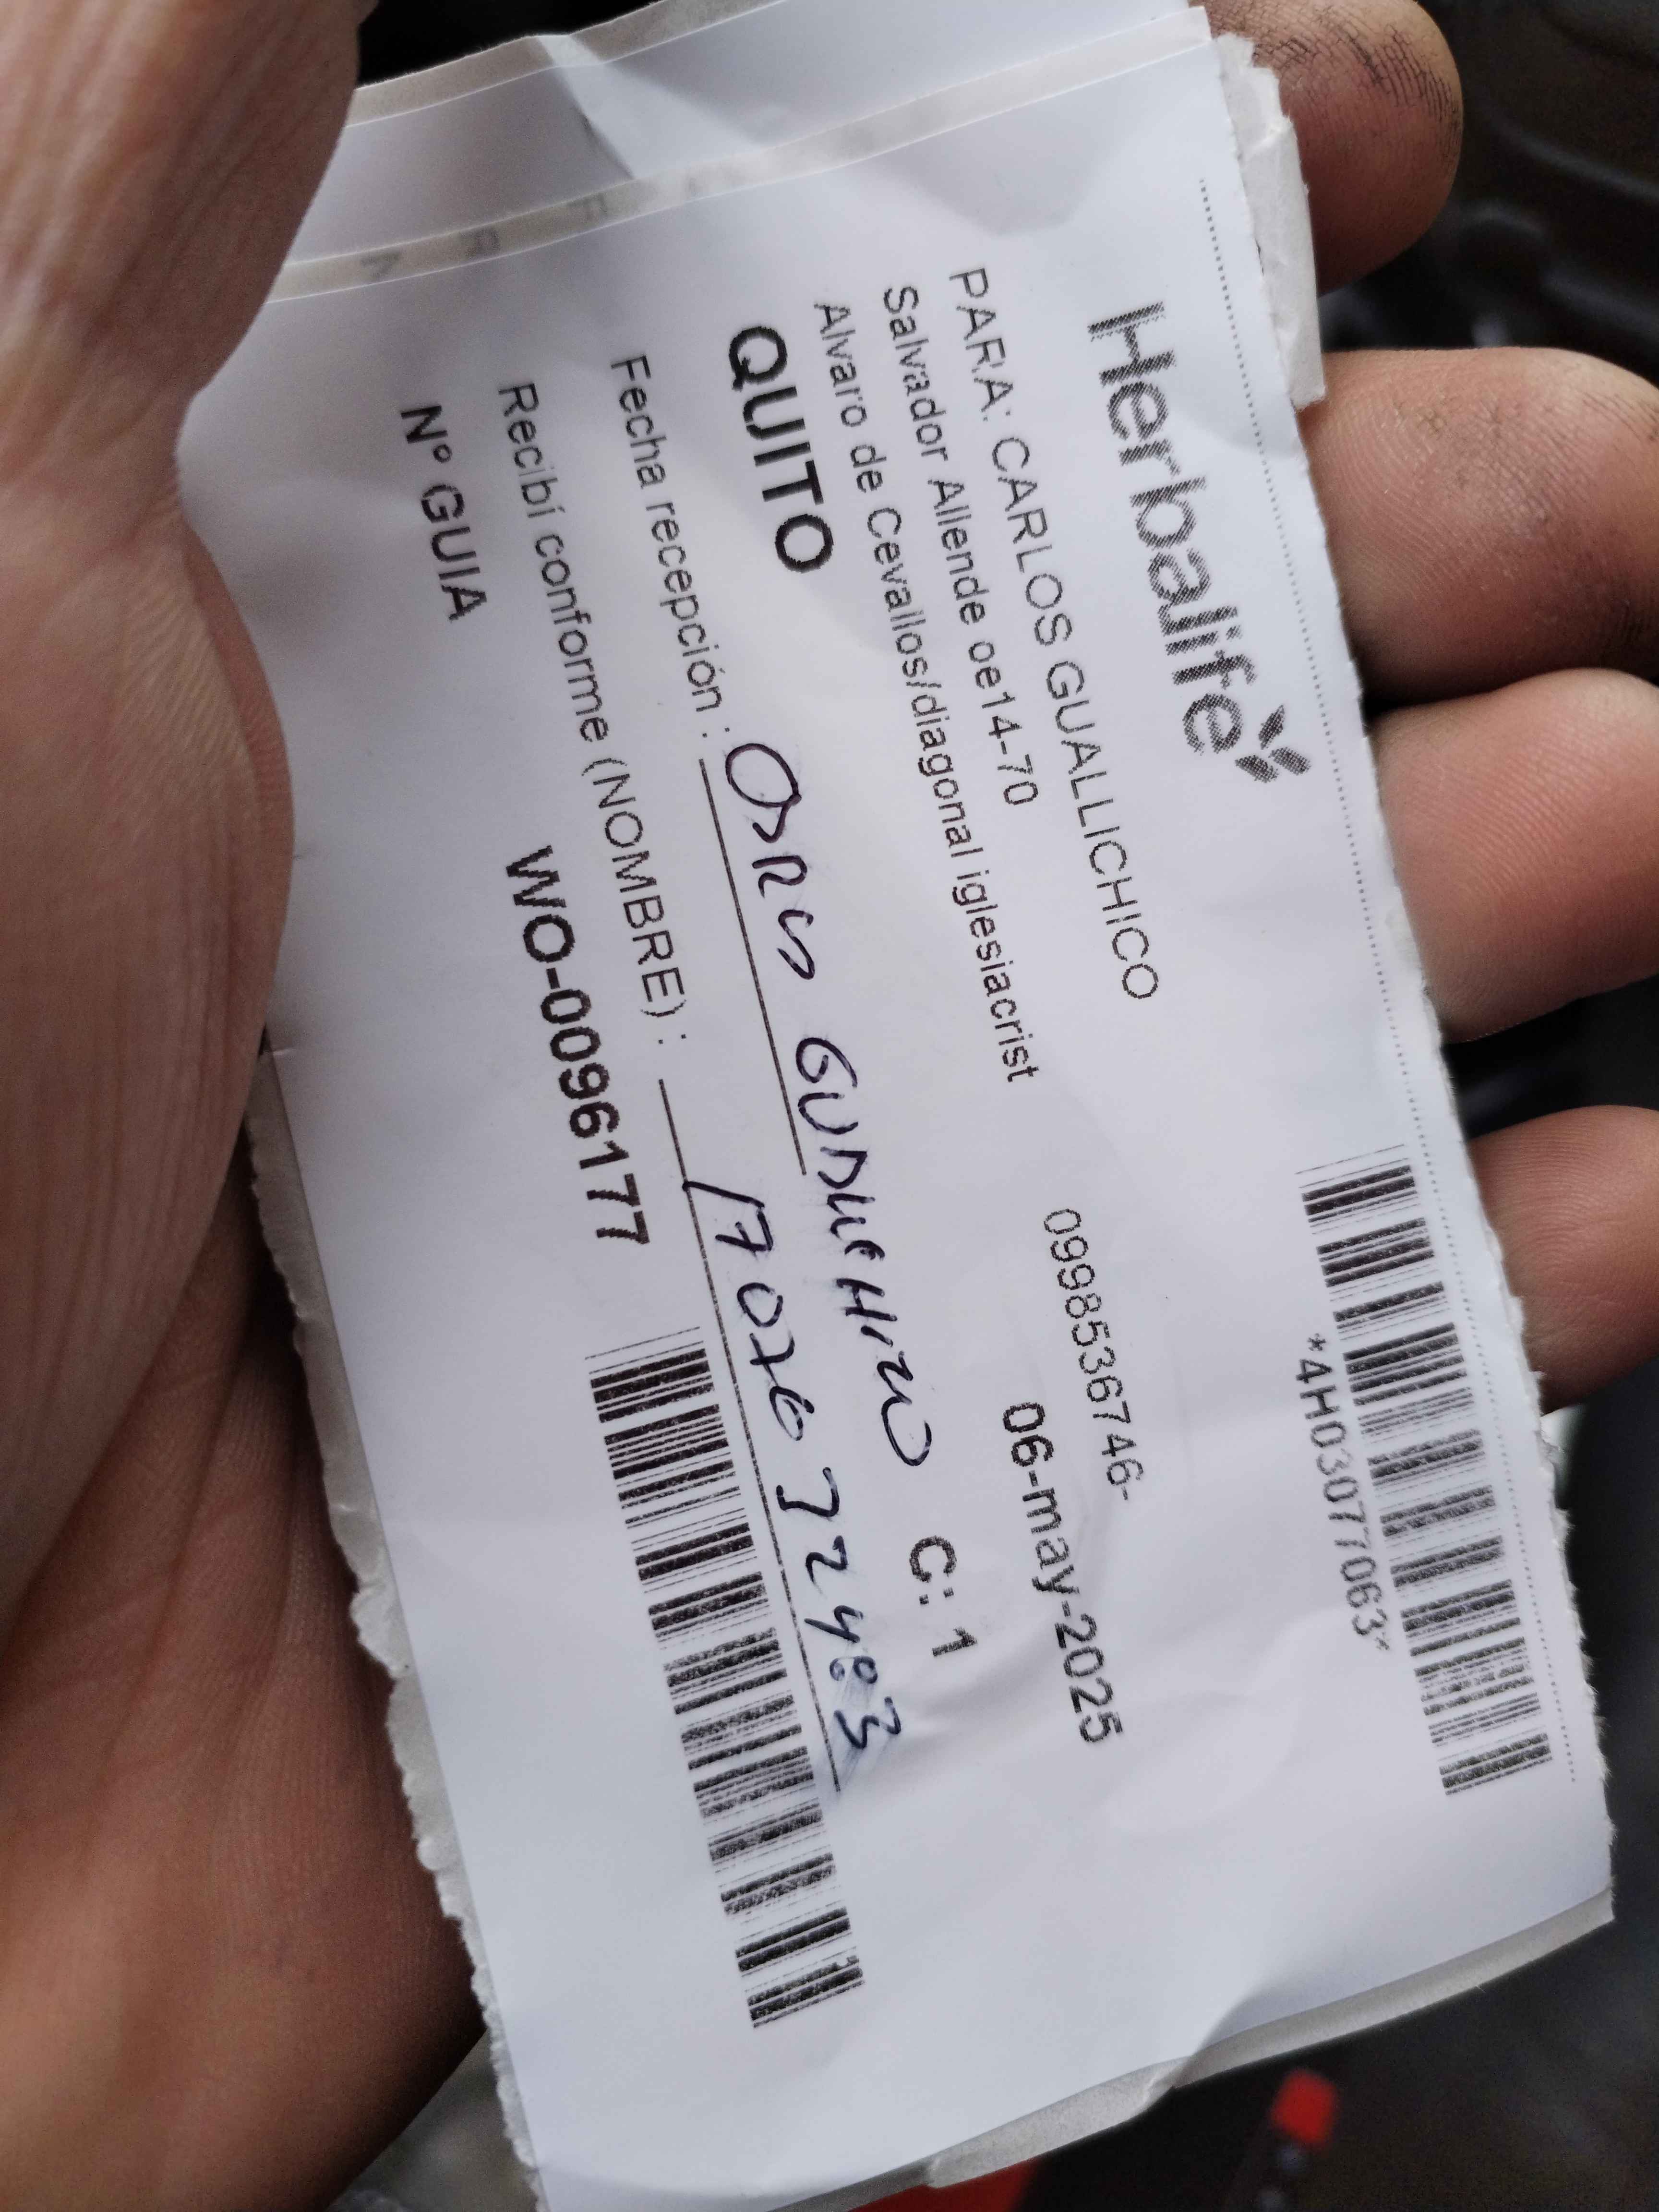 Herbalife
*4H03077063*
PARA: CARLOS GUALLICHICO
Salvador Allende oe14-70 0998536746-
Alvaro de Cevallos/diagonal iglesiacrist
QUITO 06-may-2025
C: 1
Fecha recepción :
Recibí conforme (NOMBRE) :
N° GUIA WO-0096177